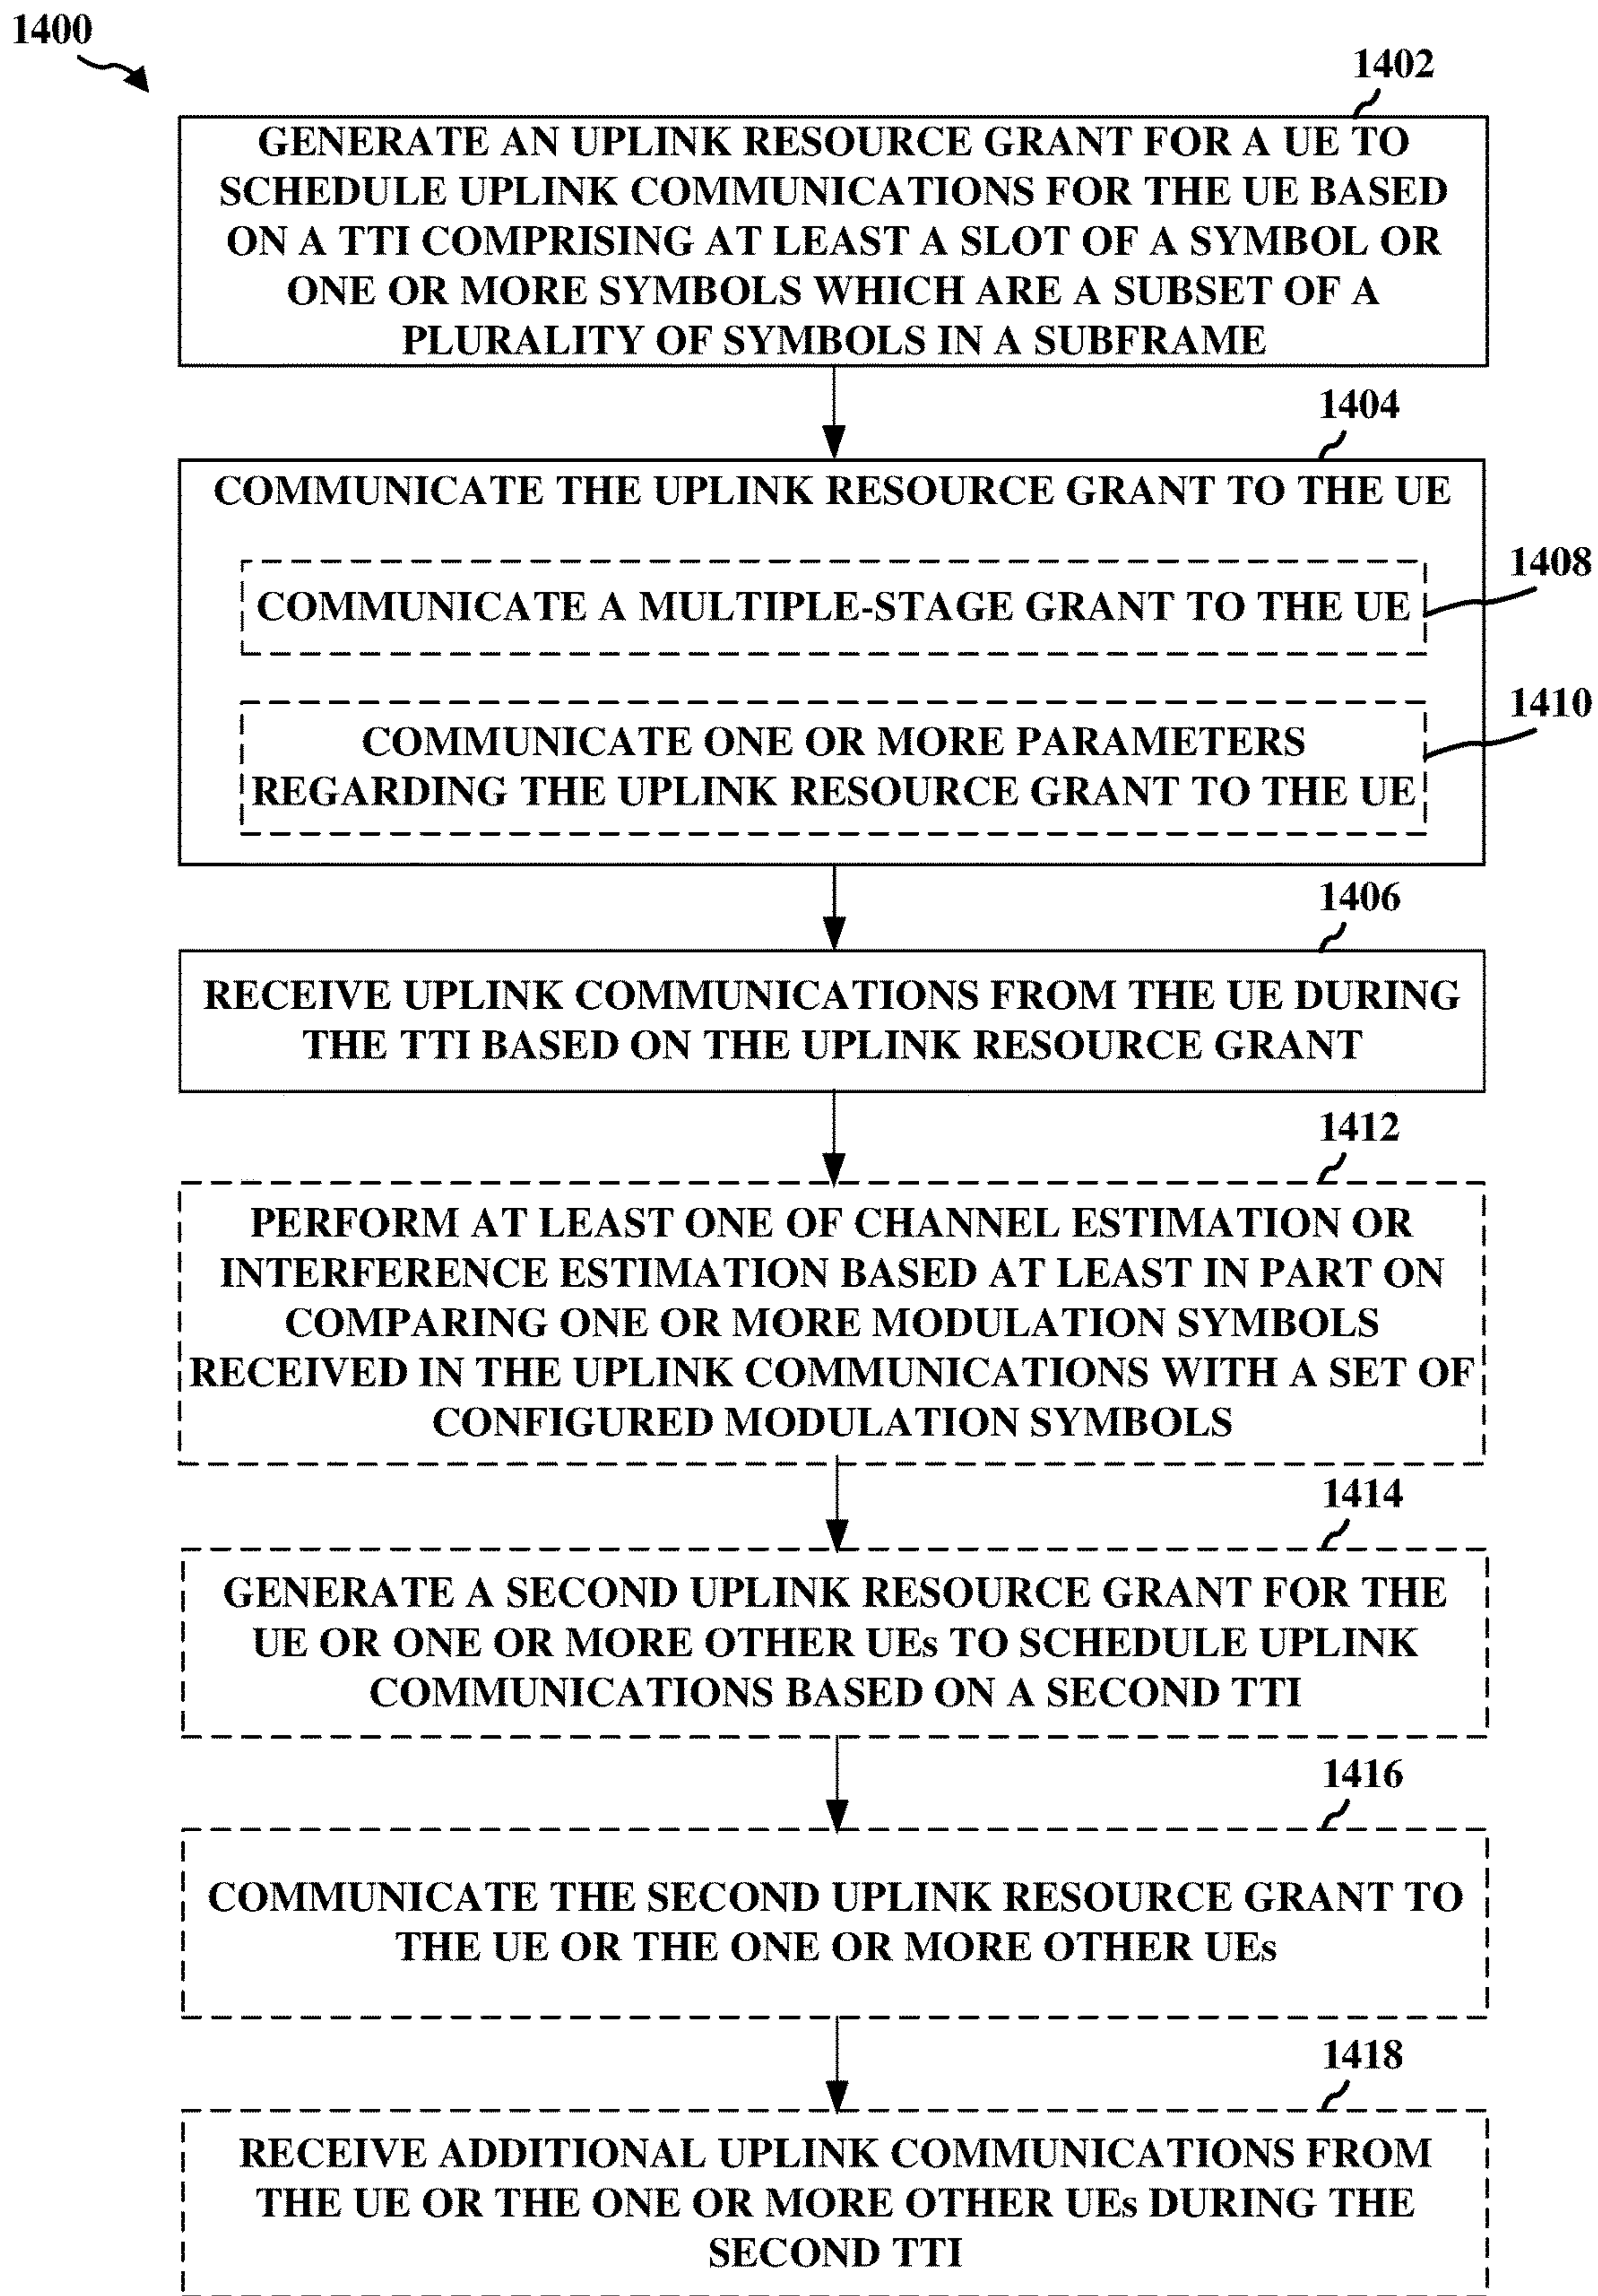 1400
1402
GENERATE AN UPLINK RESOURCE GRANT FOR A UE TO
SCHEDULE UPLINK COMMUNICATIONS FOR THE UE BASED
ON A TTI COMPRISING AT LEAST A SLOT OF A SYMBOL OR
ONE OR MORE SYMBOLS WHICH ARE A SUBSET OF A
PLURALITY OF SYMBOLS IN A SUBFRAME
1404
COMMUNICATE THE UPLINK RESOURCE GRANT TO THE UE
1408
COMMUNICATE A MULTIPLE-STAGE GRANT TO THE UE
1410
COMMUNICATE ONE OR MORE PARAMETERS
REGARDING THE UPLINK RESOURCE GRANT TO THE UE
1406
RECEIVE UPLINK COMMUNICATIONS FROM THE UE DURING
THE TTI BASED ON THE UPLINK RESOURCE GRANT
1412
PERFORM AT LEAST ONE OF CHANNEL ESTIMATION OR
INTERFERENCE ESTIMATION BASED AT LEAST IN PART ON
COMPARING ONE OR MORE MODULATION SYMBOLS
RECEIVED IN THE UPLINK COMMUNICATIONS WITH A SET OF
CONFIGURED MODULATION SYMBOLS
1414
GENERATE A SECOND UPLINK RESOURCE GRANT FOR THE
UE OR ONE OR MORE OTHER UEs TO SCHEDULE UPLINK
COMMUNICATIONS BASED ON A SECOND TTI
1416
COMMUNICATE THE SECOND UPLINK RESOURCE GRANT TO
THE UE OR THE ONE OR MORE OTHER UEs
1418
RECEIVE ADDITIONAL UPLINK COMMUNICATIONS FROM
THE UE OR THE ONE OR MORE OTHER UEs DURING THE
SECOND TTI